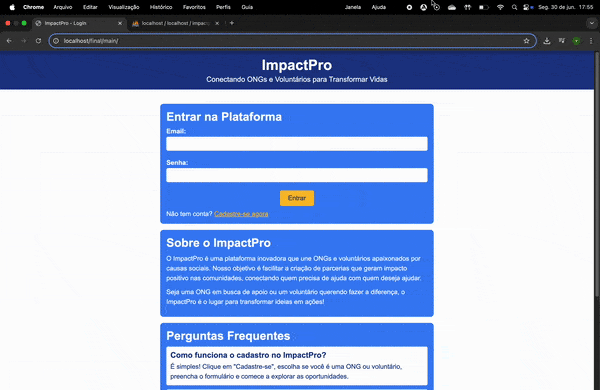 Chrome Arquivo Editar Visualização Histórico Favoritos Perfis Guia Janela Ajuda Seg. 30 de jun. 17:55
ImpactPro - Login localhost / localhost / impactp
localhost/final/main/
ImpactPro
Conectando ONGs e Voluntários para Transformar Vidas
Entrar na Plataforma
Email:
Senha:
Entrar
Não tem conta? Cadastre-se agora
Sobre o ImpactPro
O ImpactPro é uma plataforma inovadora que une ONGs e voluntários apaixonados por
causas sociais. Nosso objetivo é facilitar a criação de parcerias que geram impacto
positivo nas comunidades, conectando quem precisa de ajuda com quem deseja ajudar.
Seja uma ONG em busca de apoio ou um voluntário querendo fazer a diferença, o
ImpactPro é o lugar para transformar ideias em ações!
Perguntas Frequentes
Como funciona o cadastro no ImpactPro?
É simples! Clique em "Cadastre-se", escolha se você é uma ONG ou voluntário,
preencha o formulário e comece a explorar as oportunidades.